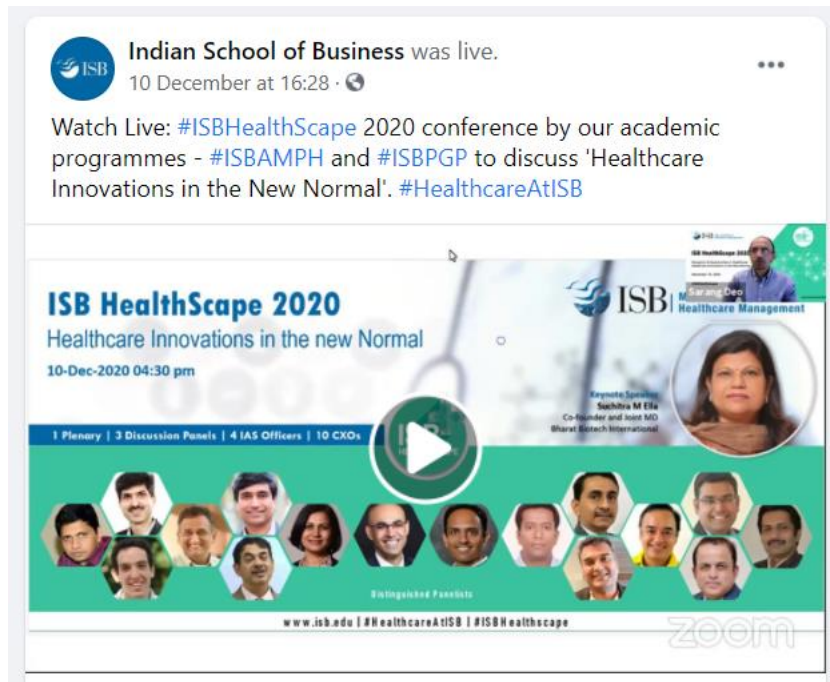 ISB
Indian School of Business was live.
10 December at 16:28
Watch Live: #ISBHealthScape 2020 conference by our academic
programmes - #ISBAMPH and #ISBPGP to discuss 'Healthcare
Innovations in the New Normal'. #HealthcareAtISB
ISB HealthScape 2020
Sarang Deo
ISB HealthScape 2020
Healthcare Innovations in the new Normal
10-Dec-2020 04:30 pm
ISB
Healthcare Management
Keynote Speaker
Suchitra M Ella
Co-founder and Joint MD
Bharat Biotech International
1 Plenary | 3 Discussion Panels | 4 IAS Officers | 10 CXOs
Distinguished Panelists
www.isb.edu | #HealthcareAtISB | #ISBHealthscape
zoom